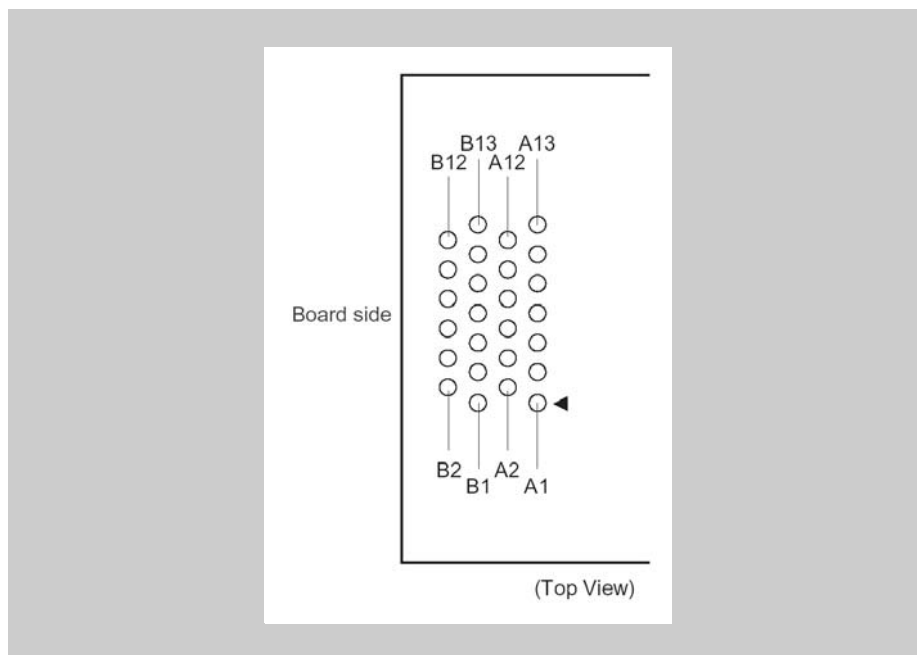 B13 A13
B12 A12
Board side
B2 A2
B1 A1
(Top View)